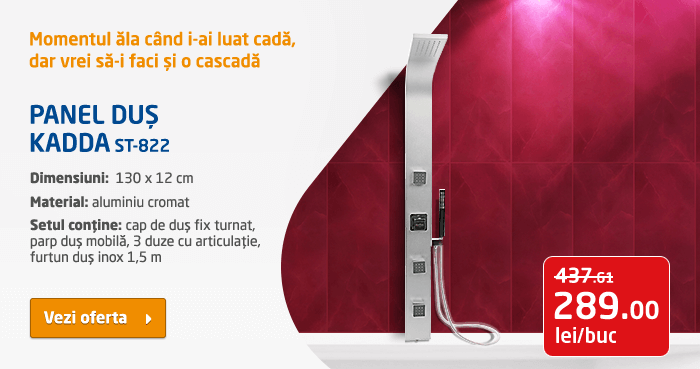 Momentul ăla când i-ai luat cadă,
dar vrei să-i faci și o cascadă
PANEL DUȘ
KADDA ST-822
Dimensiuni: 130 x 12 cm
Material: aluminiu cromat
Setul conține: cap de duș fix turnat,
parp duș mobilă, 3 duze cu articulație,
furtun duș inox 1,5 m
Vezi oferta
437.61
289.00
lei/buc